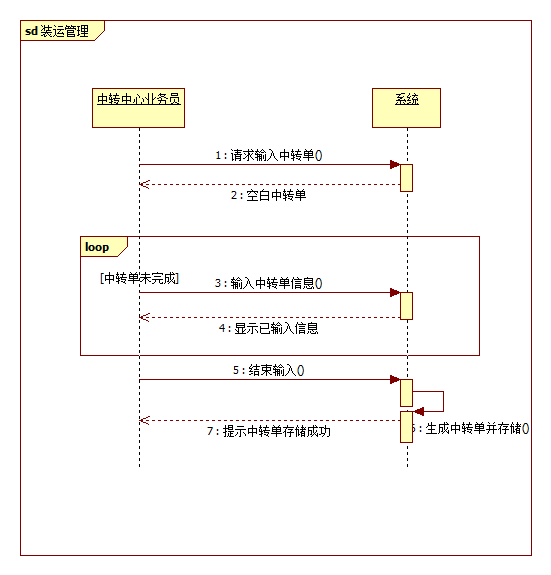 sd 装运管理
中转中心业务员
系统
1 : 请求输入中转单()
2 : 空白中转单
loop
[中转单未完成]
3 : 输入中转单信息()
4 : 显示已输入信息
5 : 结束输入()
6 : 生成中转单并存储()
7 : 提示中转单存储成功